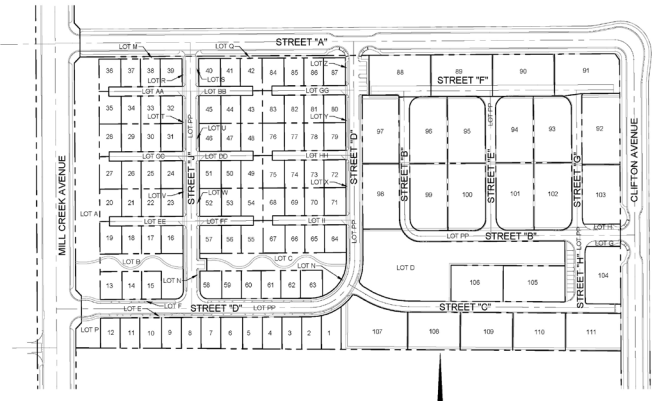 STREET "A"
LOT M
LOT Q
LOT Z
36 37 38 39 40 41 42 84 85 86 87 88 89 90 91
LOT R
LOT S
STREET "F"
LOT AA
LOT BB
LOT GG
35 34 33 32 45 44 43 83 82 81 80
LOT T
LOT PP
LOT U
LOT Y
LOT PP
97 96 95 94 93 92
28 29 30 31 46 47 48 76 77 78 79
LOT DD
LOT HH
STREET "J"
STREET "D"
STREET "B"
STREET "E"
STREET "G"
MILL CREEK AVENUE
CLIFTON AVENUE
27 26 25 24 51 50 49 75 74 73 72
LOT V
LOT W
LOT X
98 99 100 101 102 103
20 21 22 23 52 53 54 68 69 70 71
LOT A
LOT EE
LOT FF
LOT II
LOT PP
LOT PP
LOT H
19 18 17 16 57 56 55 67 66 65 64
LOT PP
STREET "B"
LOT G
LOT B
LOT C
LOT N
LOT N
LOT D
STREET "H"
104
13 14 15 58 59 60 61 62 63
106 105
LOT F
LOT E
STREET "D"
LOT PP
STREET "C"
LOT P
12 11 10 9 8 7 6 5 4 3 2 1 107 108 109 110 111